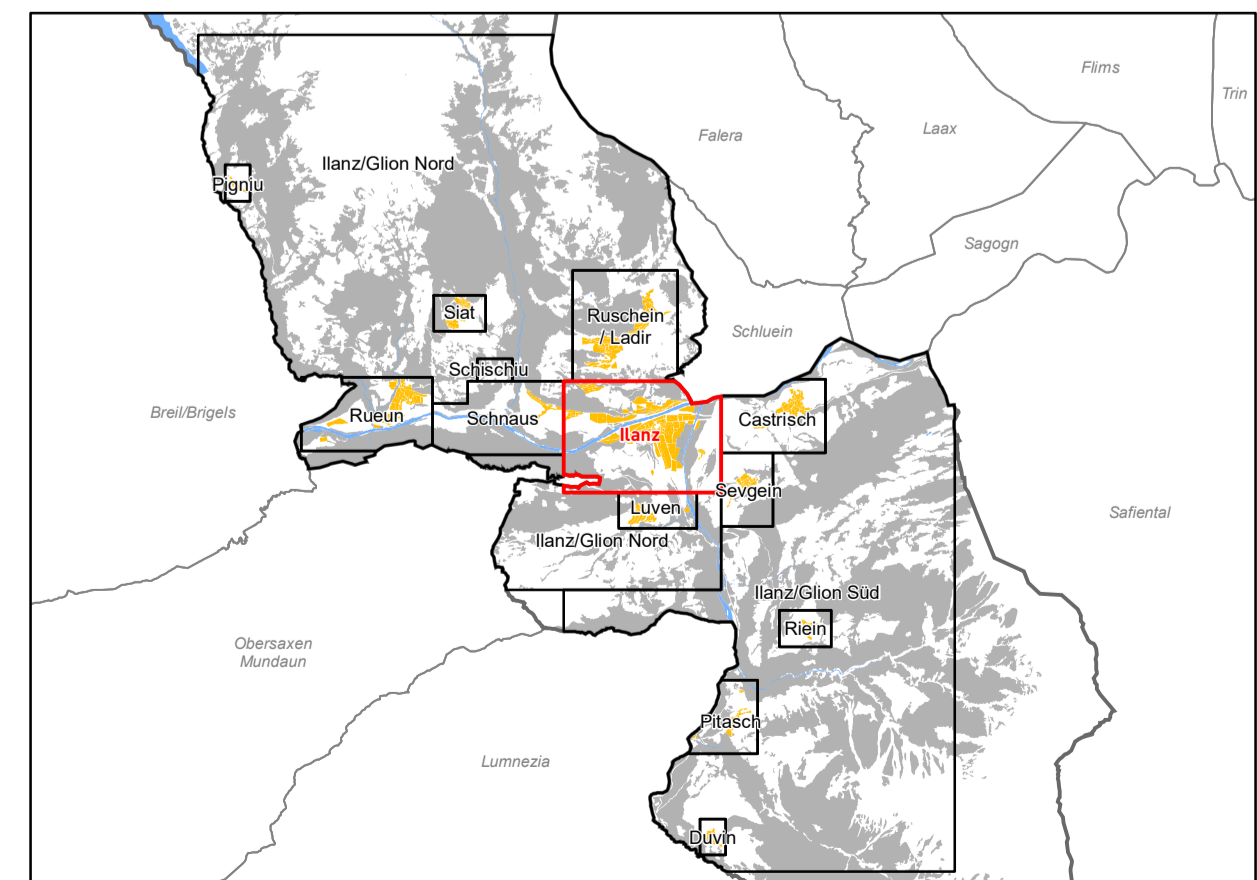 Flims
Trin
Falera
Laax
Ilanz/Glion Nord
Pigniu
Sagogn
Siat
Ruschein
/ Ladir
Schluein
Schischiu
Breil/Brigels
Rueun
Schnaus
Ilanz
Castrisch
Sevgein
Luven
Safiental
Ilanz/Glion Nord
Ilanz/Glion Süd
Riein
Obersaxen
Mundaun
Pitasch
Lumnezia
Duvin